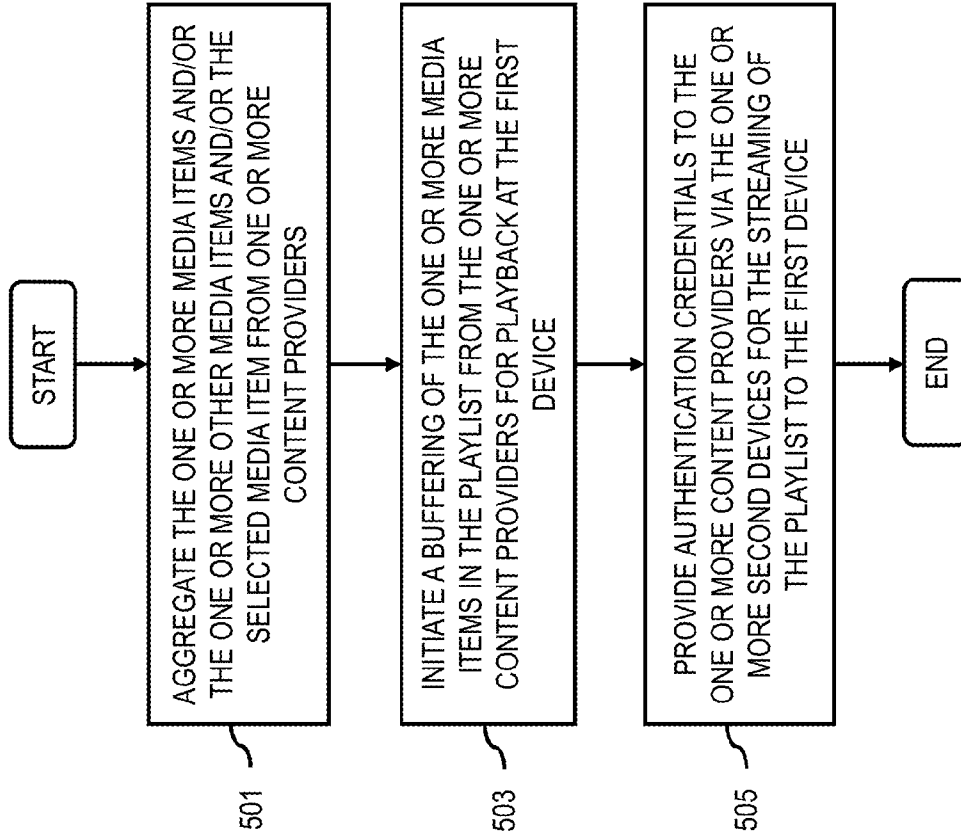 START
AGGREGATE THE ONE OR MORE MEDIA ITEMS AND/OR
THE ONE OR MORE OTHER MEDIA ITEMS AND/OR THE
SELECTED MEDIA ITEM FROM ONE OR MORE
CONTENT PROVIDERS
501
INITIATE A BUFFERING OF THE ONE OR MORE MEDIA
ITEMS IN THE PLAYLIST FROM THE ONE OR MORE
CONTENT PROVIDERS FOR PLAYBACK AT THE FIRST
DEVICE
503
PROVIDE AUTHENTICATION CREDENTIALS TO THE
ONE OR MORE CONTENT PROVIDERS VIA THE ONE OR
MORE SECOND DEVICES FOR THE STREAMING OF
THE PLAYLIST TO THE FIRST DEVICE
505
END